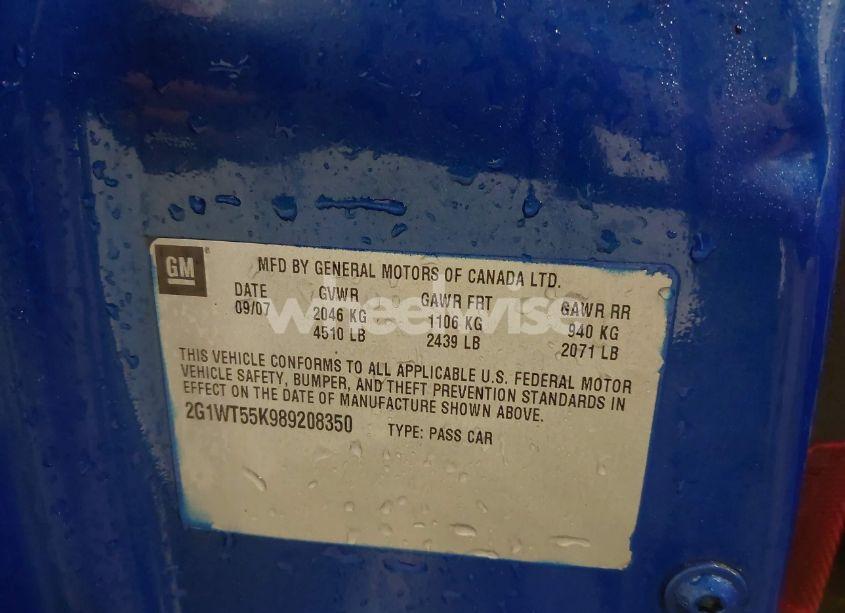 GM
MFD BY GENERAL MOTORS OF CANADA LTD.
DATE GVWR GAWR FRT GAWR RR
09/07 2046 KG 1106 KG 940 KG
4510 LB 2439 LB 2071 LB
THIS VEHICLE CONFORMS TO ALL APPLICABLE U.S. FEDERAL MOTOR
VEHICLE SAFETY, BUMPER, AND THEFT PREVENTION STANDARDS IN
EFFECT ON THE DATE OF MANUFACTURE SHOWN ABOVE.
2G1WT55K989208350 TYPE: PASS CAR
wheelwise